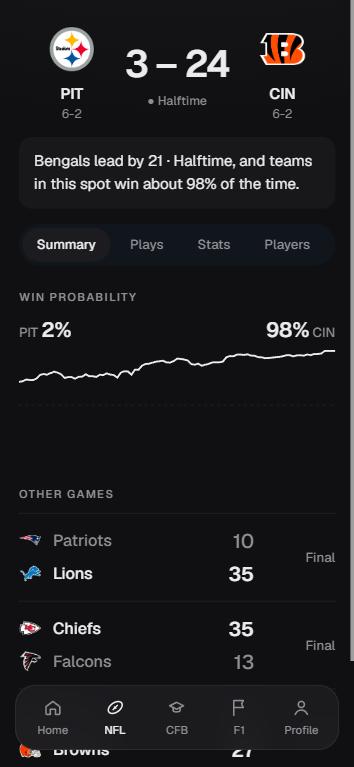 3 – 24
PIT
CIN
6-2
Halftime
6-2
Bengals lead by 21 · Halftime, and teams
in this spot win about 98% of the time.
Summary Plays Stats Players
WIN PROBABILITY
PIT 2% 98% CIN
OTHER GAMES
Patriots 10
Final
Lions 35
Chiefs 35
Final
Falcons 13
Home NFL CFB F1 Profile
Browns 27